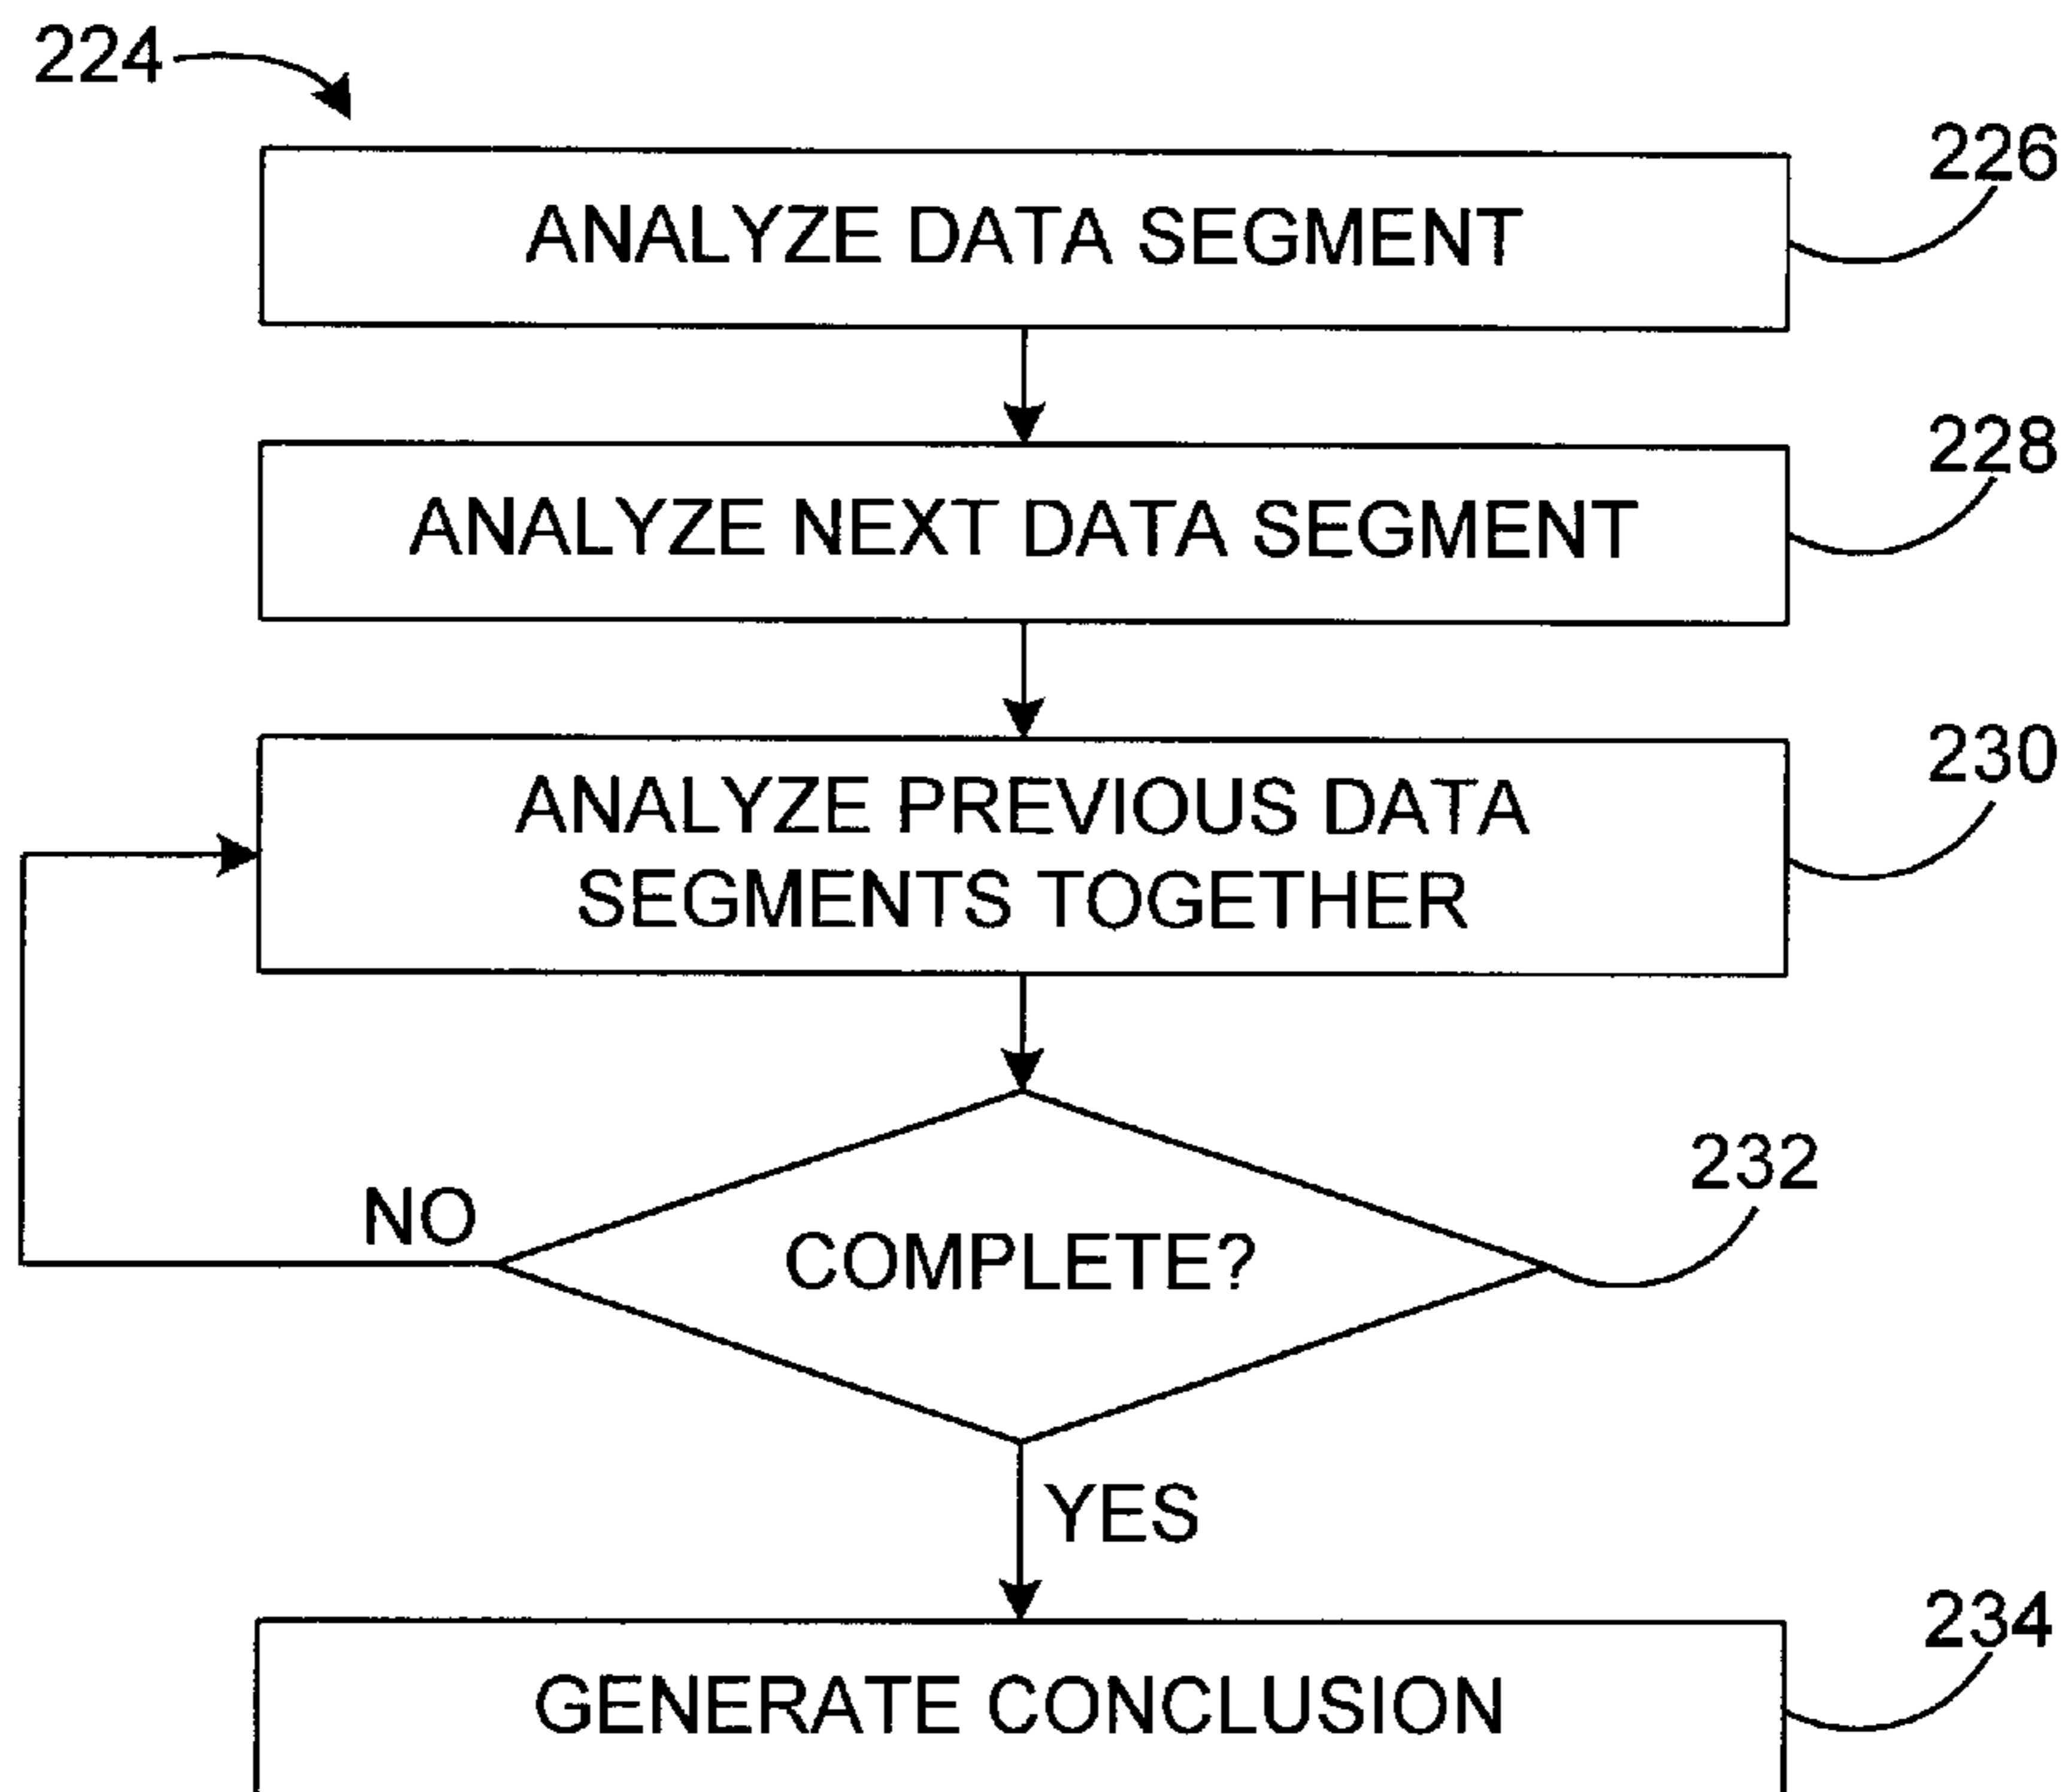 224
226
ANALYZE DATA SEGMENT
228
ANALYZE NEXT DATA SEGMENT
230
ANALYZE PREVIOUS DATA
SEGMENTS TOGETHER
232
NO
COMPLETE?
YES
234
GENERATE CONCLUSION